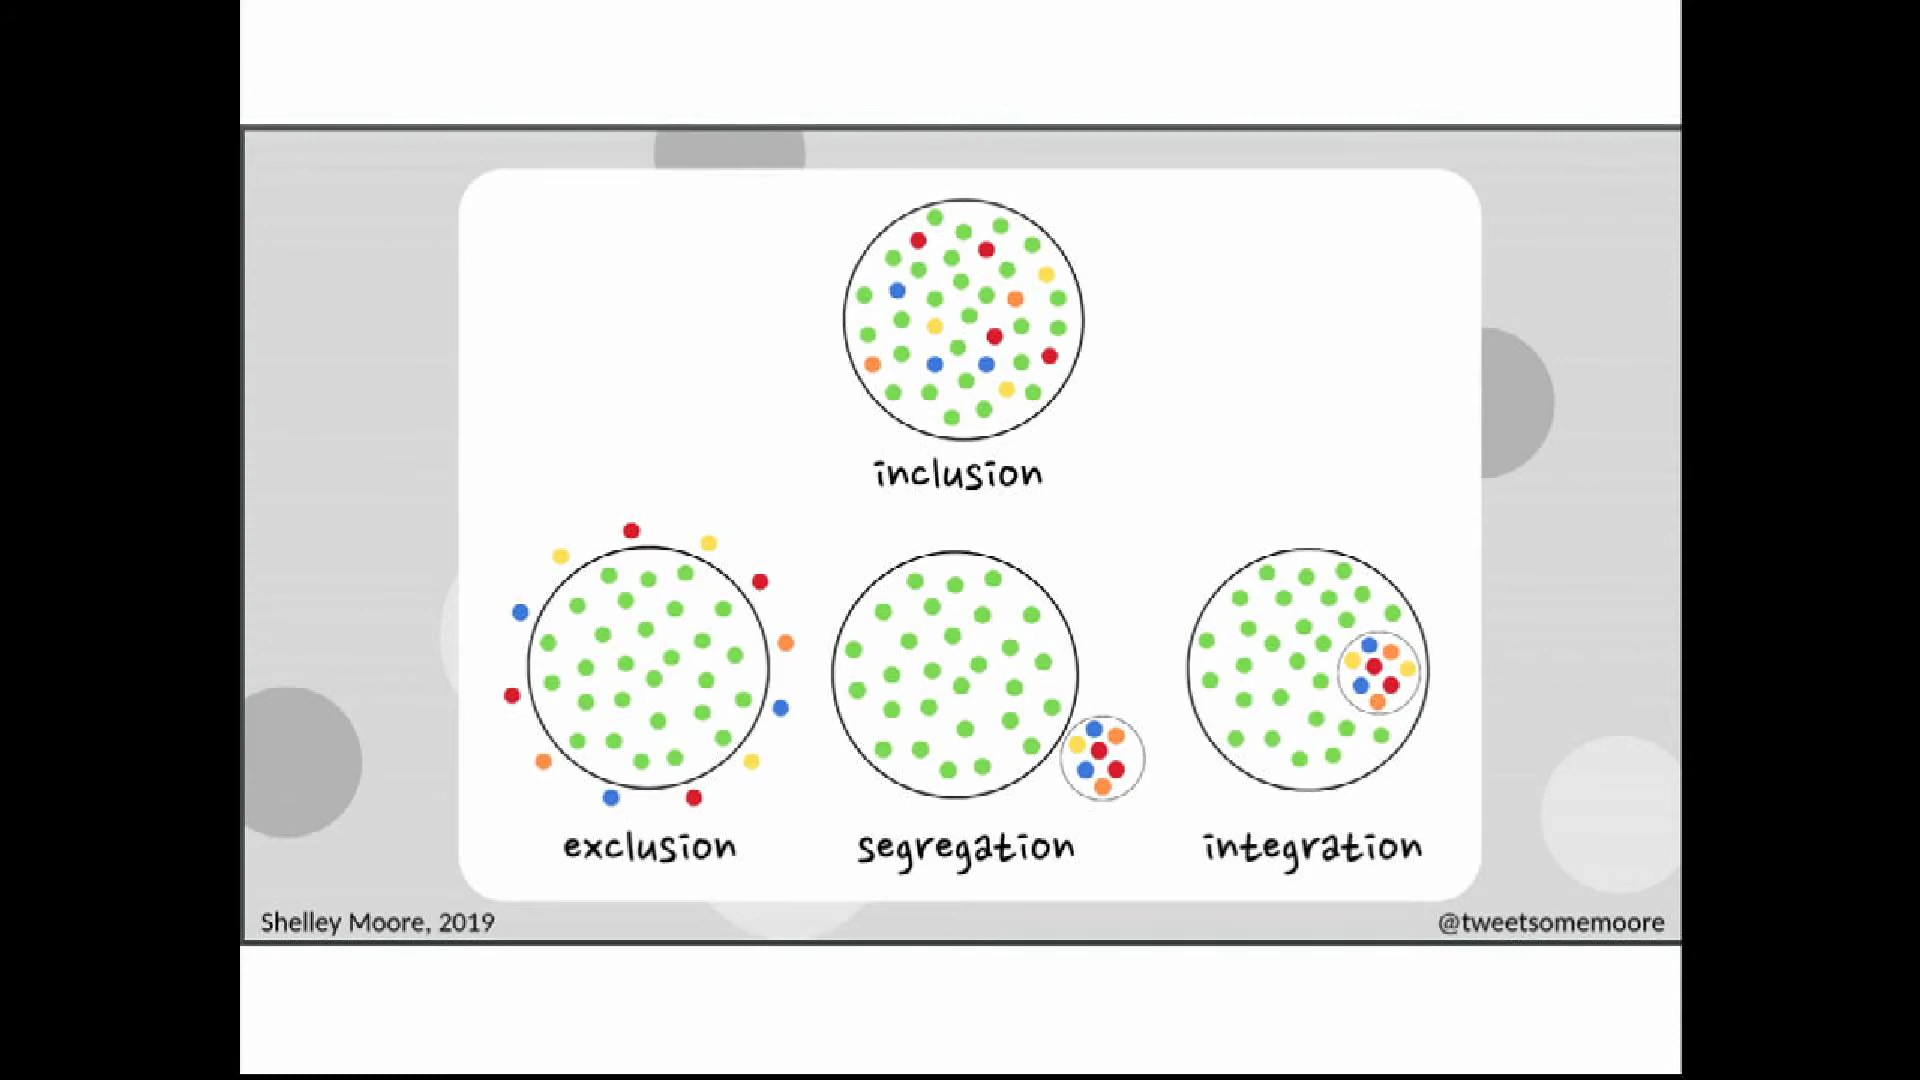 inclusion
exclusion
segregation
integration
Shelley Moore, 2019
@tweetsomemoore